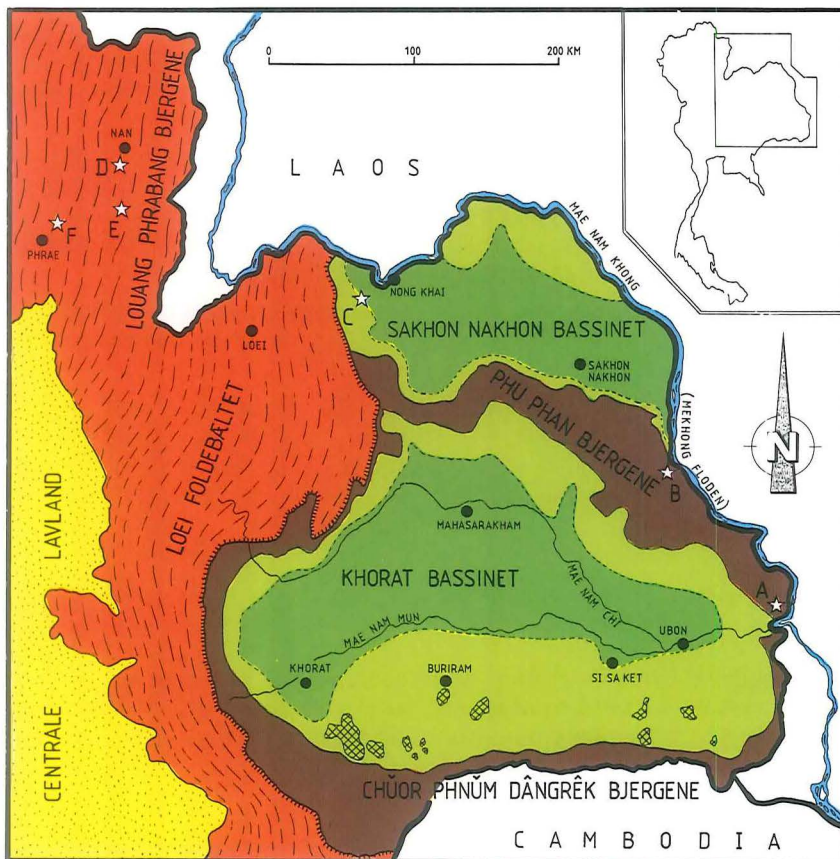 0 100 200 KM
LAOS
NAN
D
LOUANG PHRABANG BJERGENE
E
F
PHRAE
MAE NAM KHONG
NONG KHAI
C
SAKHON NAKHON BASSINET
LOEI
SAKHON
NAKHON
PHU PHAN BJERGENE
(MEKHONG FLODEN)
N
B
LOEI FOLDEBÆLTET
CENTRALE LAVLAND
MAHASARAKHAM
KHORAT BASSINET
MAE NAM CHI
A
MAE NAM MUN
UBON
KHORAT
BURIRAM
SI SA KET
CHŬOR PHNŬM DÂNGRÊK BJERGENE
CAMBODIA